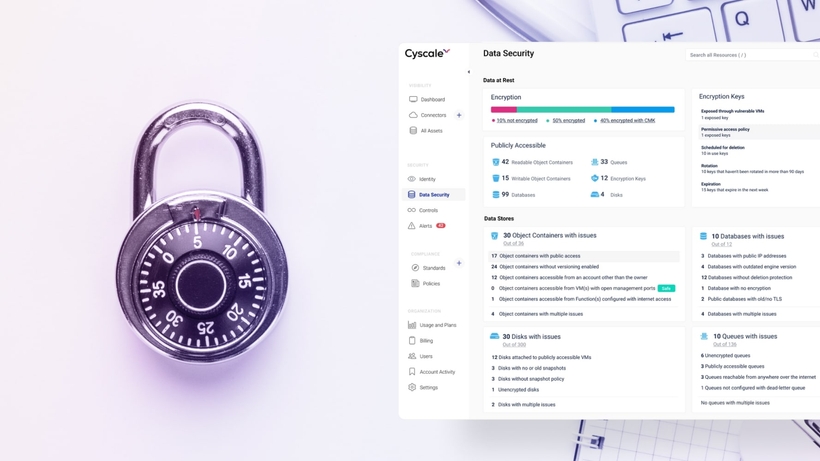 Cyscale
VISIBILITY
Dashboard
Connectors
All Assets
SECURITY
Identity
Data Security
Controls
Alerts 42
COMPLIANCE
Standards
Policies
ORGANIZATION
Usage and Plans
Billing
Users
Account Activity
Settings
Data Security
Search all Resources ( / )
Data at Rest
Encryption
10% not encrypted
50% encrypted
40% encrypted with CMK
Publicly Accessible
42 Readable Object Containers
33 Queues
15 Writable Object Containers
12 Encryption Keys
99 Databases
4 Disks
Encryption Keys
Exposed through vulnerable VMs
1 exposed key
Permissive access policy
1 exposed keys
Scheduled for deletion
10 in-use keys
Rotation
10 keys that haven't been rotated in more than 90 days
Expiration
15 keys that expire in the next week
Data Stores
30 Object Containers with issues
Out of 36
17 Object containers with public access
24 Object containers without versioning enabled
12 Object containers accessible from an account other than the owner
0 Object containers accessible from VM(s) with open management ports Safe
1 Object containers accessible from Function(s) configured with internet access
4 Object containers with multiple issues
10 Databases with issues
Out of 12
3 Databases with public IP addresses
4 Databases with outdated engine version
12 Databases without deletion protection
1 Database with no encryption
2 Public databases with old/no TLS
4 Databases with multiple issues
30 Disks with issues
Out of 500
12 Disks attached to publicly accessible VMs
3 Disks with no or old snapshots
3 Disks without snapshot policy
1 Unencrypted disks
2 Disks with multiple issues
10 Queues with issues
Out of 136
6 Unencrypted queues
3 Publicly accessible queues
3 Queues reachable from anywhere over the internet
1 Queues not configured with dead-letter queue
No queues with multiple issues
0
5
10
15
20
25
30
35
Q
W